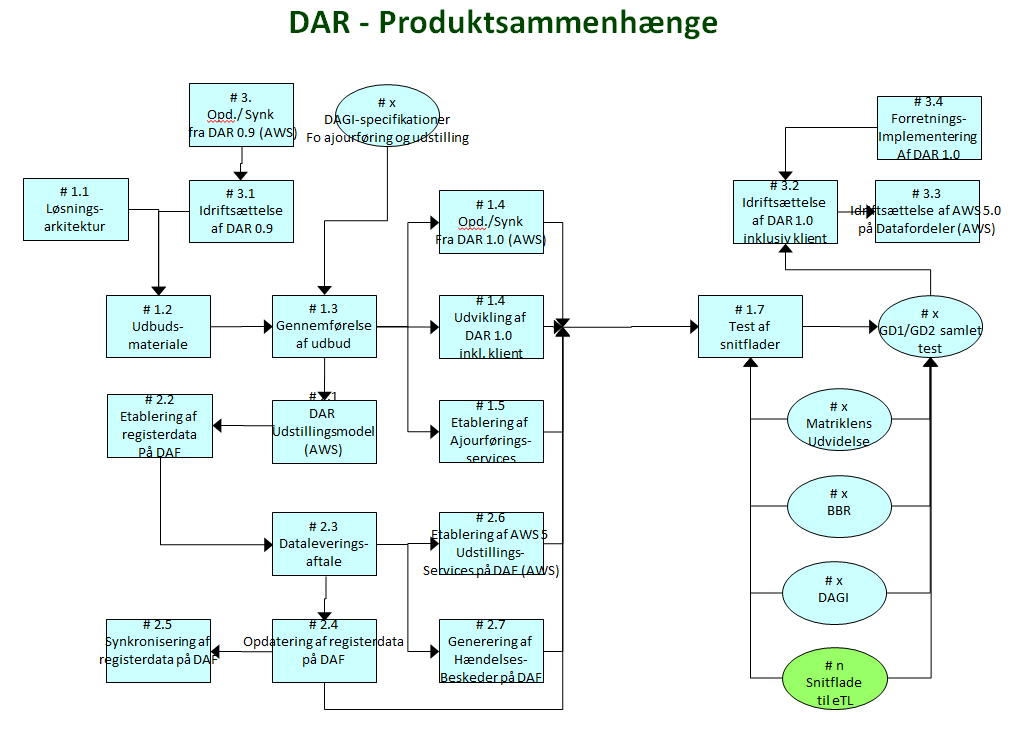 DAR - Produktsammenhænge
# 3.
Opd./ Synk
fra DAR 0.9 (AWS)
# x
DAGI-specifikationer
Fo ajourføring og udstilling
# 3.4
Forretnings-
Implementering
Af DAR 1.0
# 1.1
Løsnings-
arkitektur
# 3.1
Idriftsættelse
af DAR 0.9
# 1.4
Opd./Synk
Fra DAR 1.0 (AWS)
# 3.2
Idriftsættelse
af DAR 1.0
inklusiv klient
# 3.3
Idriftsættelse af AWS 5.0
på Datafordeler (AWS)
# 1.2
Udbuds-
materiale
# 1.3
Gennemførelse
af udbud
# 1.4
Udvikling af
DAR 1.0
inkl. klient
# 1.7
Test af
snitflader
# x
GD1/GD2 samlet
test
# 2.2
Etablering af
registerdata
På DAF
DAR
Udstillingsmodel
(AWS)
# 1.5
Etablering af
Ajourførings-
services
# x
Matriklens
Udvidelse
# x
BBR
# 2.3
Dataleverings-
aftale
# 2.6
Etablering af AWS 5
Udstillings-
Services på DAF (AWS)
# x
DAGI
# 2.5
Synkronisering af
registerdata på DAF
# 2.4
Opdatering af registerdata
på DAF
# 2.7
Generering af
Hændelses-
Beskeder på DAF
# n
Snitflade
til eTL